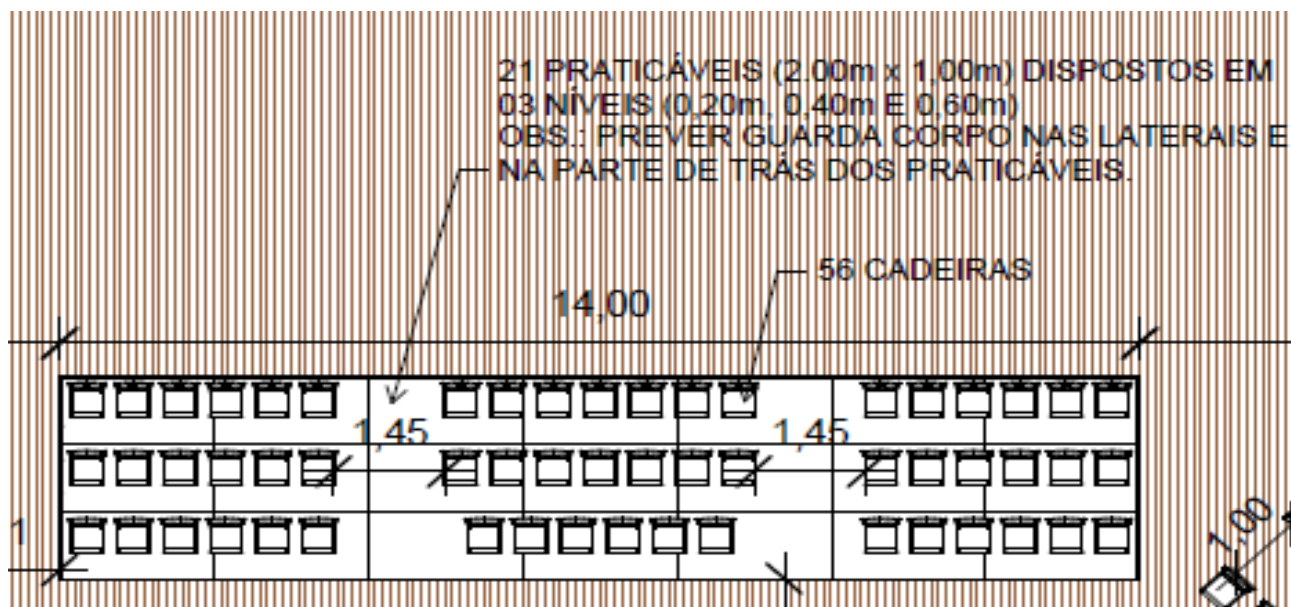 21 PRATICÁVEIS (2.00m x 1,00m) DISPOSTOS EM
03 NÍVEIS (0,20m, 0,40m E 0,60m)
OBS.: PREVER GUARDA CORPO NAS LATERAIS E
NA PARTE DE TRÁS DOS PRATICÁVEIS.
56 CADEIRAS
14,00
1,45
1,45
1
1,00